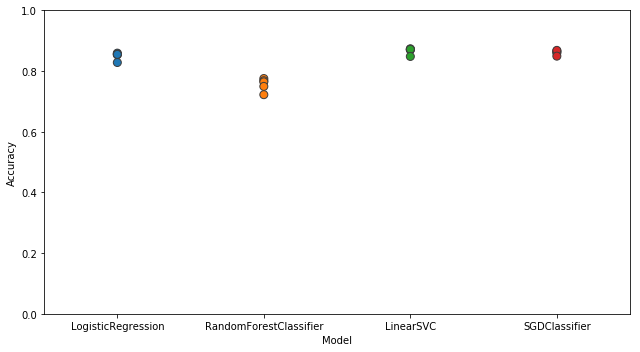 1.0
0.8
0.6
0.4
0.2
0.0
Accuracy
LogisticRegression
RandomForestClassifier
LinearSVC
SGDClassifier
Model